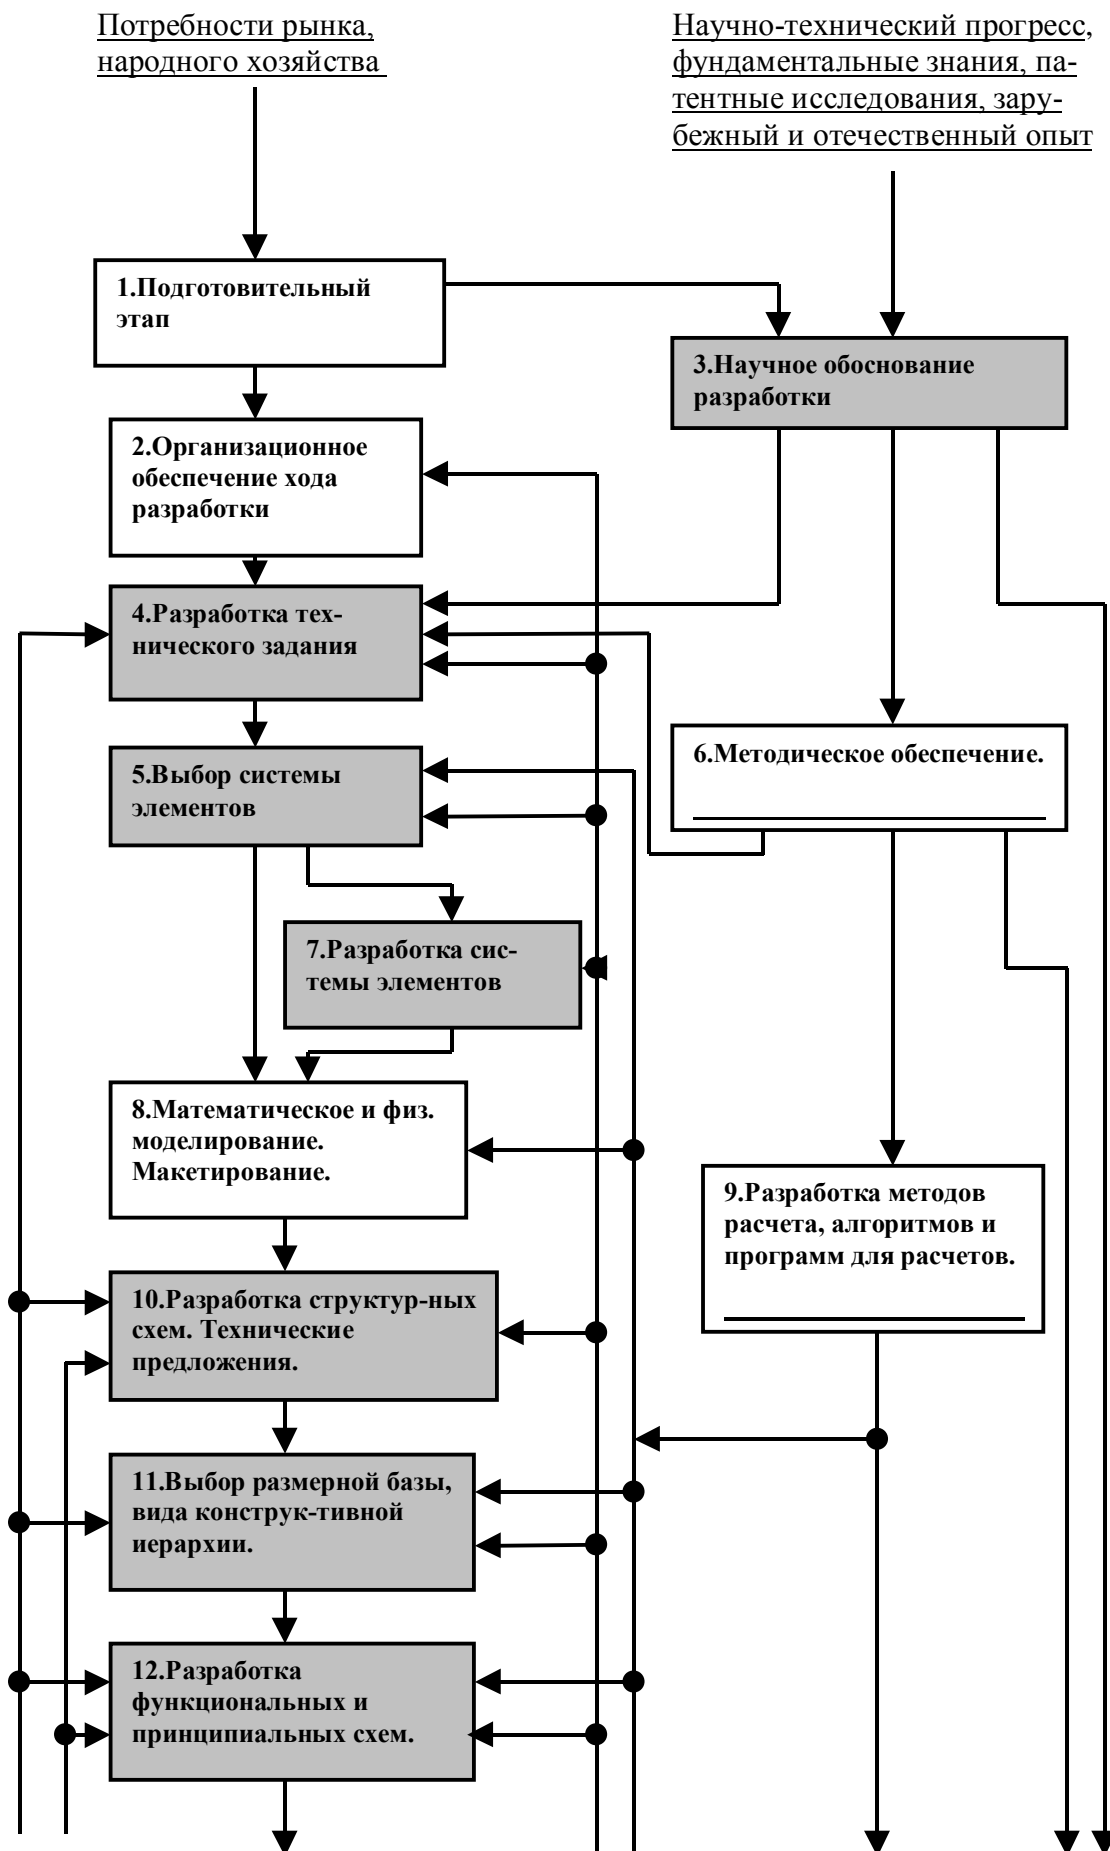 Потребности рынка,
народного хозяйства
Научно-технический прогресс,
фундаментальные знания, па-
тентные исследования, зару-
бежный и отечественный опыт
1.Подготовительный
этап
3.Научное обоснование
разработки
2.Организационное
обеспечение хода
разработки
4.Разработка тех-
нического задания
5.Выбор системы
элементов
6.Методическое обеспечение.
7.Разработка сис-
темы элементов
8.Математическое и физ.
моделирование.
Макетирование.
9.Разработка методов
расчета, алгоритмов и
программ для расчетов.
10.Разработка структур-ных
схем. Технические
предложения.
11.Выбор размерной базы,
вида конструк-тивной
иерархии.
12.Разработка
функциональных и
принципиальных схем.